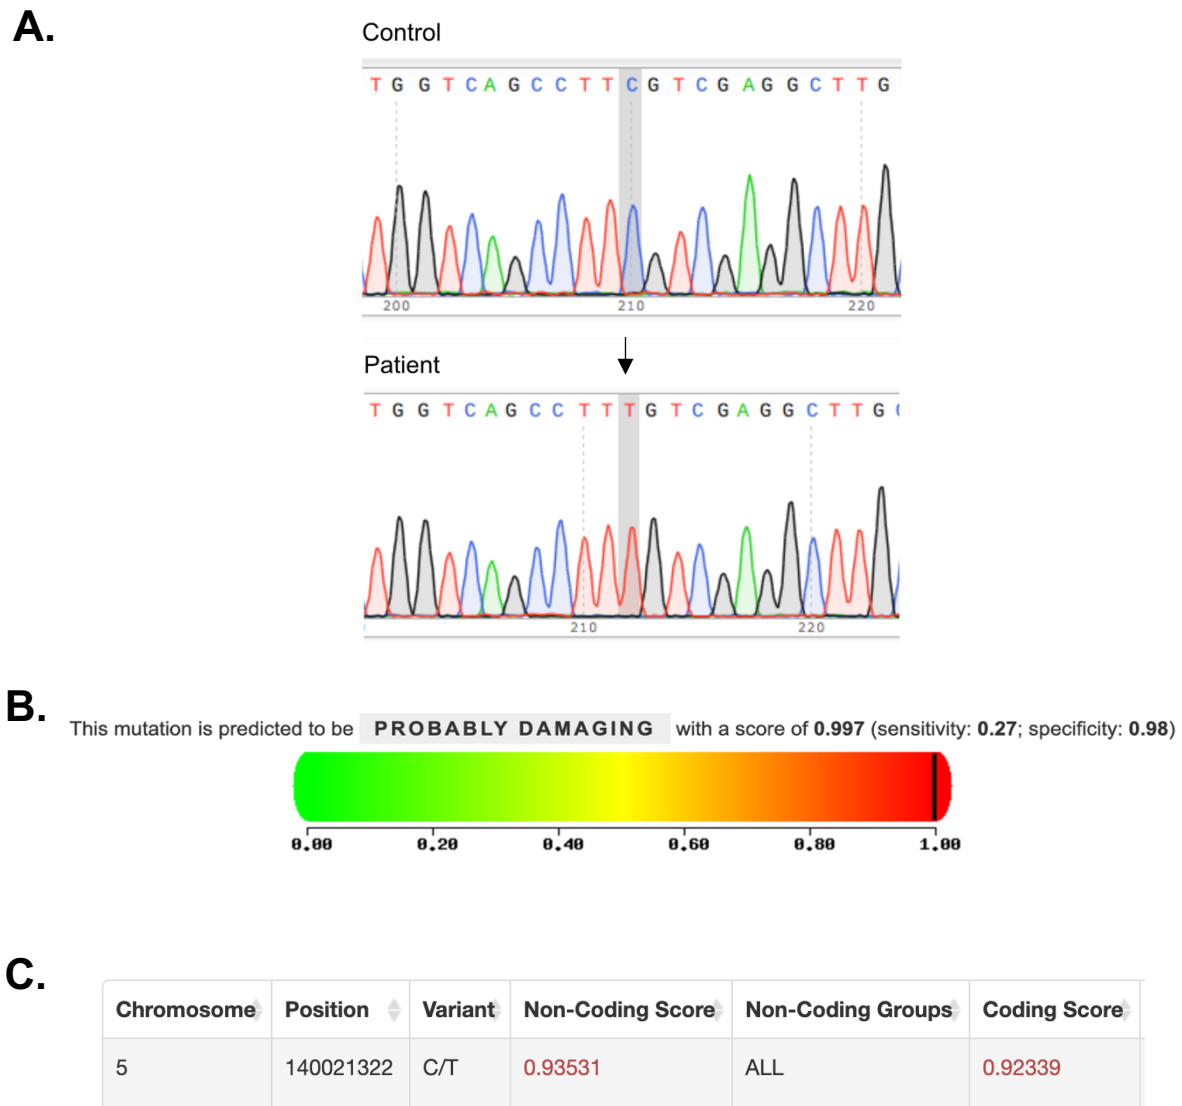 A.
Control
T G G T C A G C C T T C G T C G A G G C T T G
200 210 220
Patient
T G G T C A G C C T T T G T C G A G G C T T G
210 220
B.
This mutation is predicted to be PROBABLY DAMAGING with a score of 0.997 (sensitivity: 0.27; specificity: 0.98)
0.00 0.20 0.40 0.60 0.80 1.00
C.
Chromosome Position Variant Non-Coding Score Non-Coding Groups Coding Score
5 140021322 C/T 0.93531 ALL 0.92339